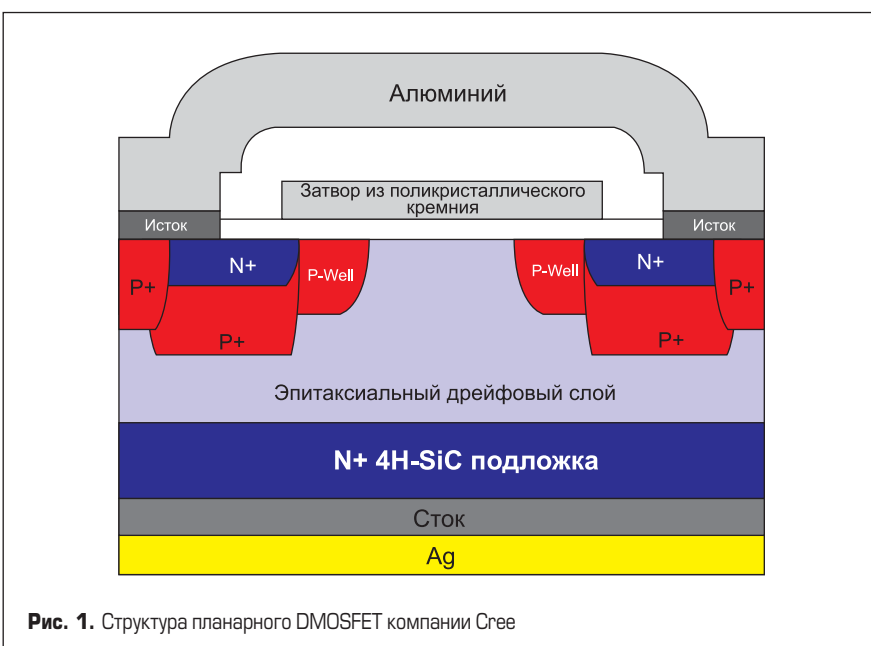 Алюминий
Затвор из поликристаллического
кремния
Исток
Исток
N+
P-Well
P-Well
N+
P+
P+
P+
P+
Эпитаксиальный дрейфовый слой
N+ 4H-SiC подложка
Сток
Ag
Рис. 1. Структура планарного DMOSFET компании Cree